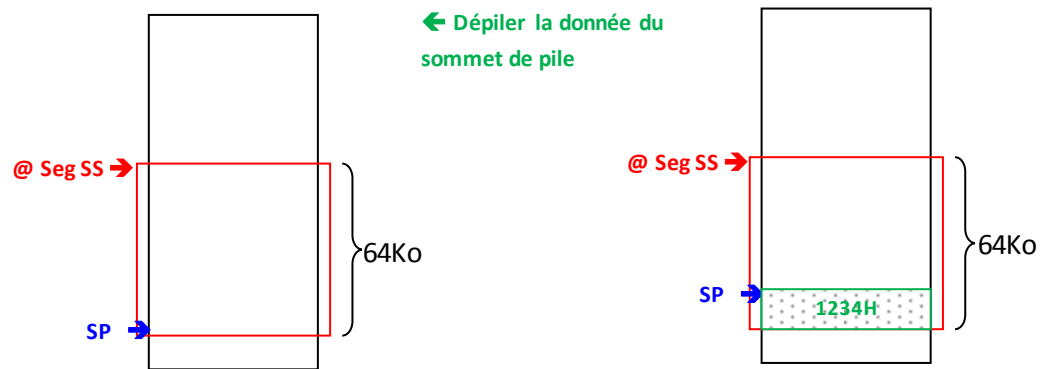 ← Dépiler la donnée du
sommet de pile
@ Seg SS →
64Ko
SP →
@ Seg SS →
64Ko
SP →
1234H